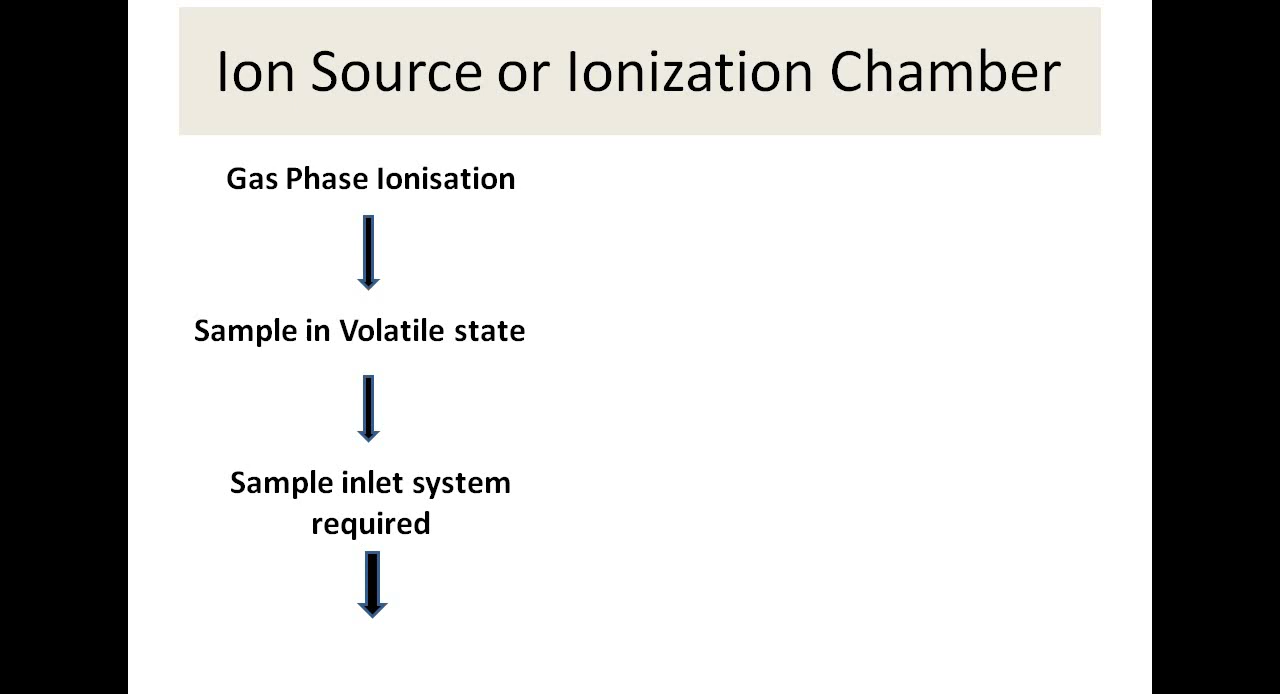 Ion Source or Ionization Chamber
Gas Phase Ionisation
Sample in Volatile state
Sample inlet system
required